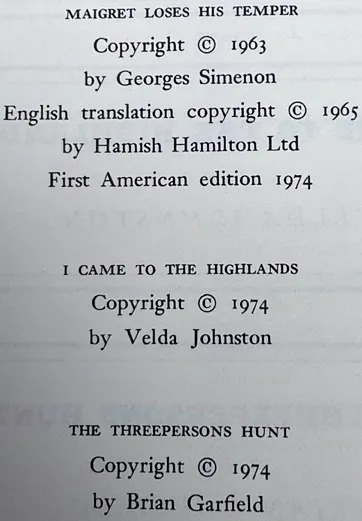 MAIGRET LOSES HIS TEMPER
Copyright © 1963
by Georges Simenon
English translation copyright © 1965
by Hamish Hamilton Ltd
First American edition 1974
I CAME TO THE HIGHLANDS
Copyright © 1974
by Velda Johnston
THE THREEPERSONS HUNT
Copyright © 1974
by Brian Garfield